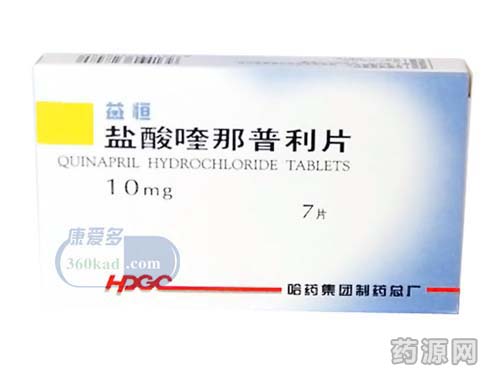 益恒
盐酸喹那普利片
QUINAPRIL HYDROCHLORIDE TABLETS
10mg
7片
康爱多
360kad.com
HPGC
哈药集团制药总厂
药源网